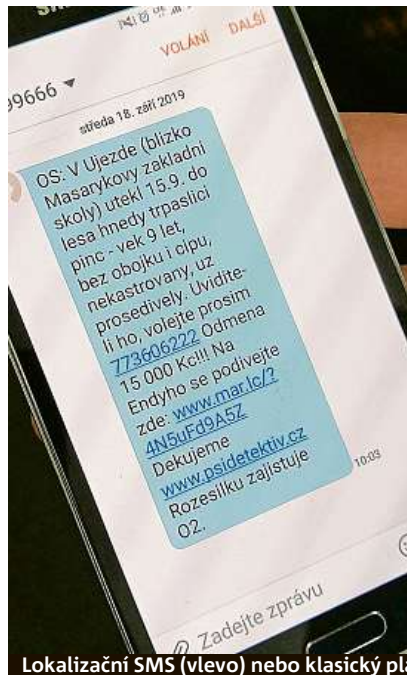 VOLÁNÍ DALŠÍ
99666
středa 18. září 2019
OS: V Ujezde (blizko
Masarykovy zakladni
skoly) utekl 15.9. do
lesa hnedy trpaslici
pinc - vek 9 let,
bez obojku i cipu,
nekastrovany, uz
prosedively. Uvidite-
li ho, volejte prosim
773606222 Odmena
15 000 Kc!!! Na
Endyho se podivejte
zde: www.mar.lc/?
4N5uFd9A5Z
Dekujeme
www.psidetektiv.cz
Rozesilku zajistuje
O2.
10:03
Zadejte zprávu
Lokalizační SMS (vlevo) nebo klasický pla